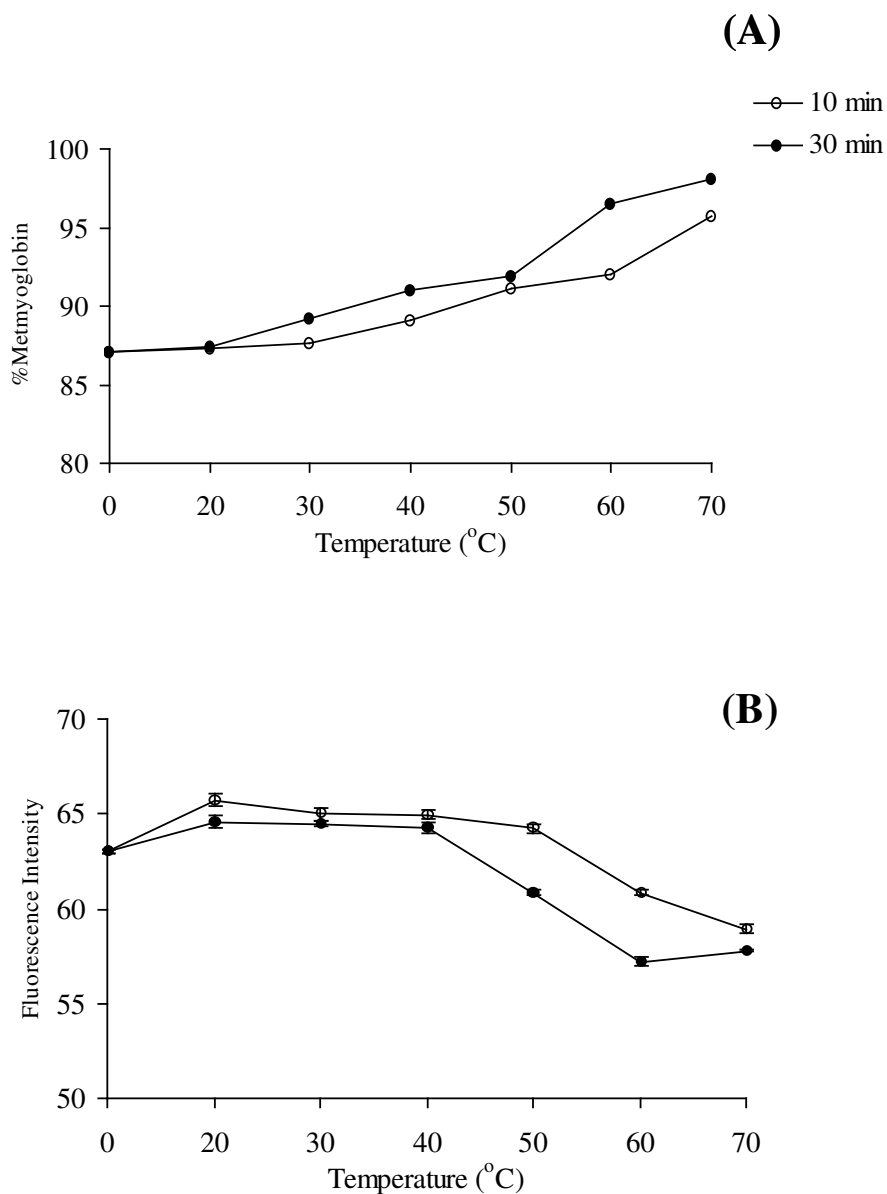 (A)
10 min
30 min
100
95
90
85
80
%Metmyoglobin
0 20 30 40 50 60 70
Temperature (°C)
(B)
70
65
60
55
50
Fluorescence Intensity
0 20 30 40 50 60 70
Temperature (°C)